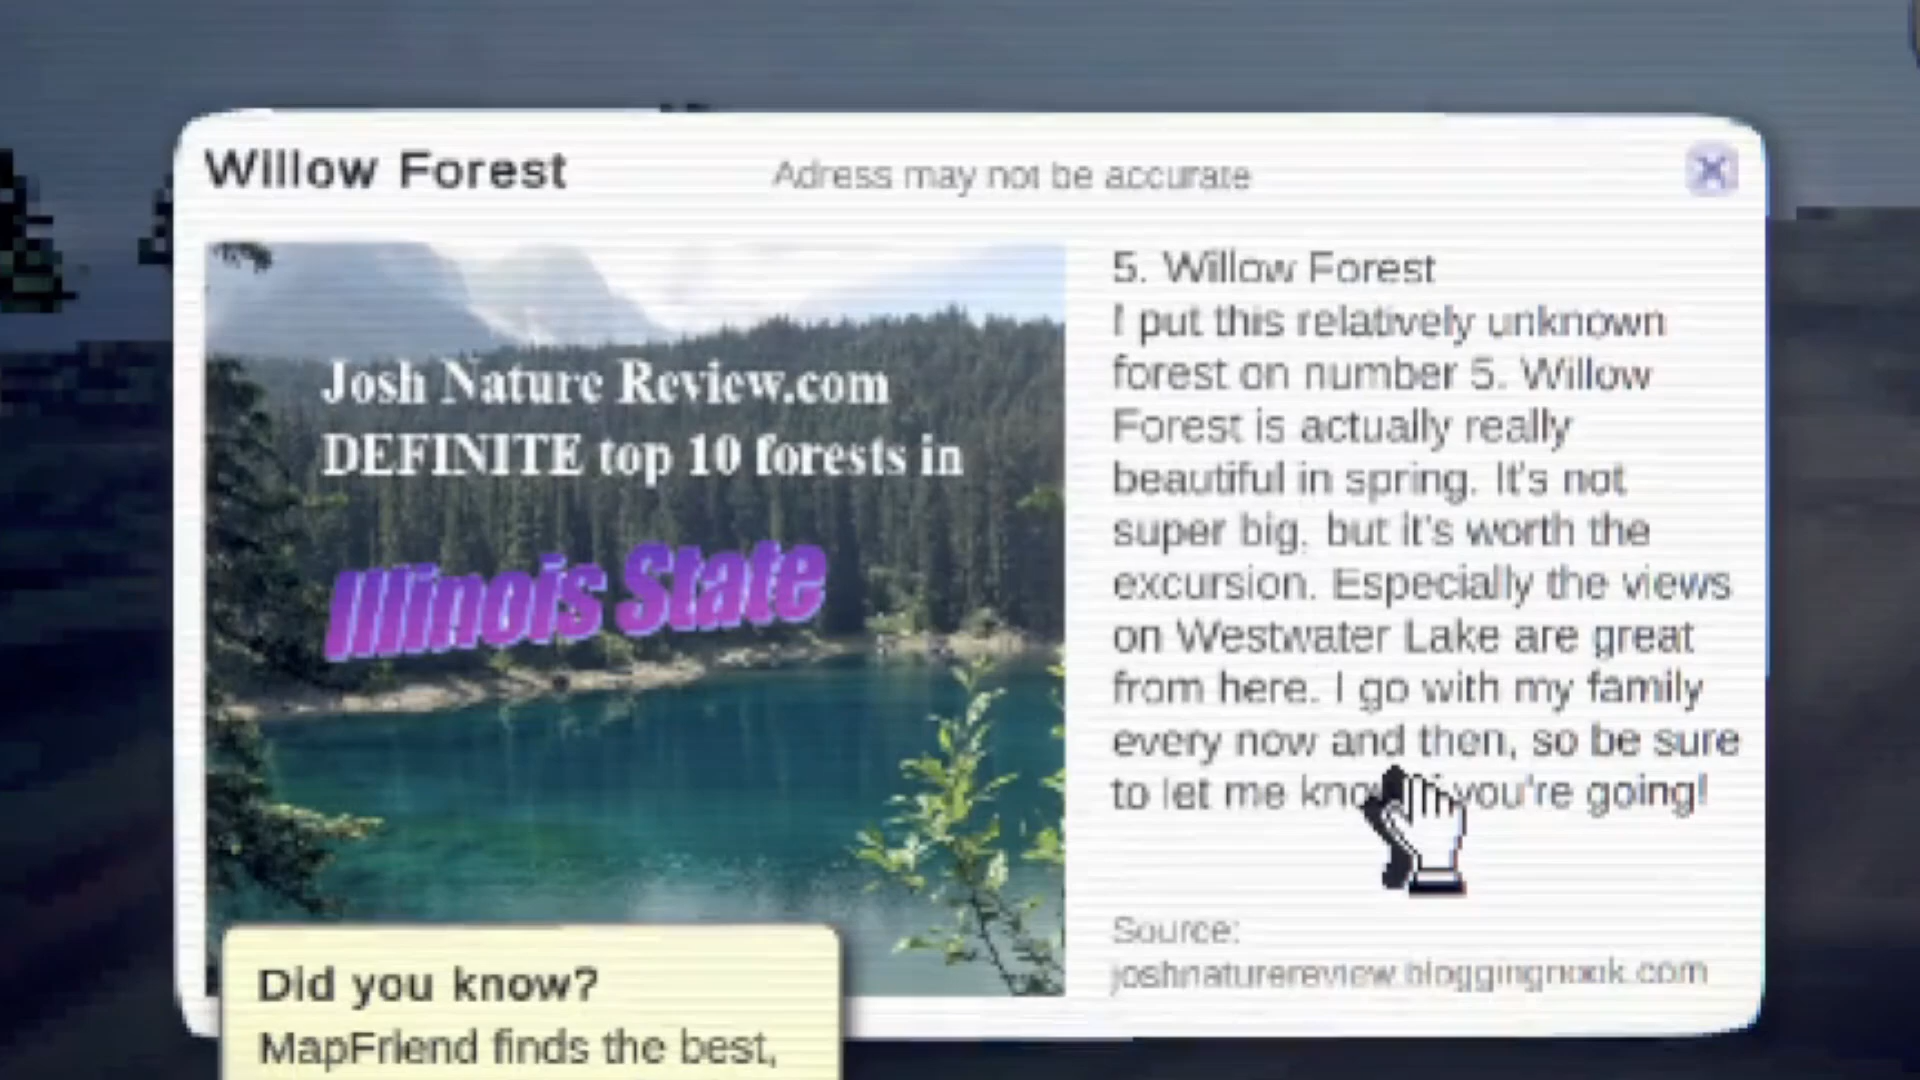 Willow Forest
Adress may not be accurate
Josh Nature Review.com
DEFINITE top 10 forests in
Illinois State
5. Willow Forest
I put this relatively unknown
forest on number 5. Willow
Forest is actually really
beautiful in spring. It's not
super big, but it's worth the
excursion. Especially the views
on Westwater Lake are great
from here. I go with my family
every now and then, so be sure
to let me you're going!
Source:
joshnaturereview.bloggingnook.com
Did you know?
MapFriend finds the best,